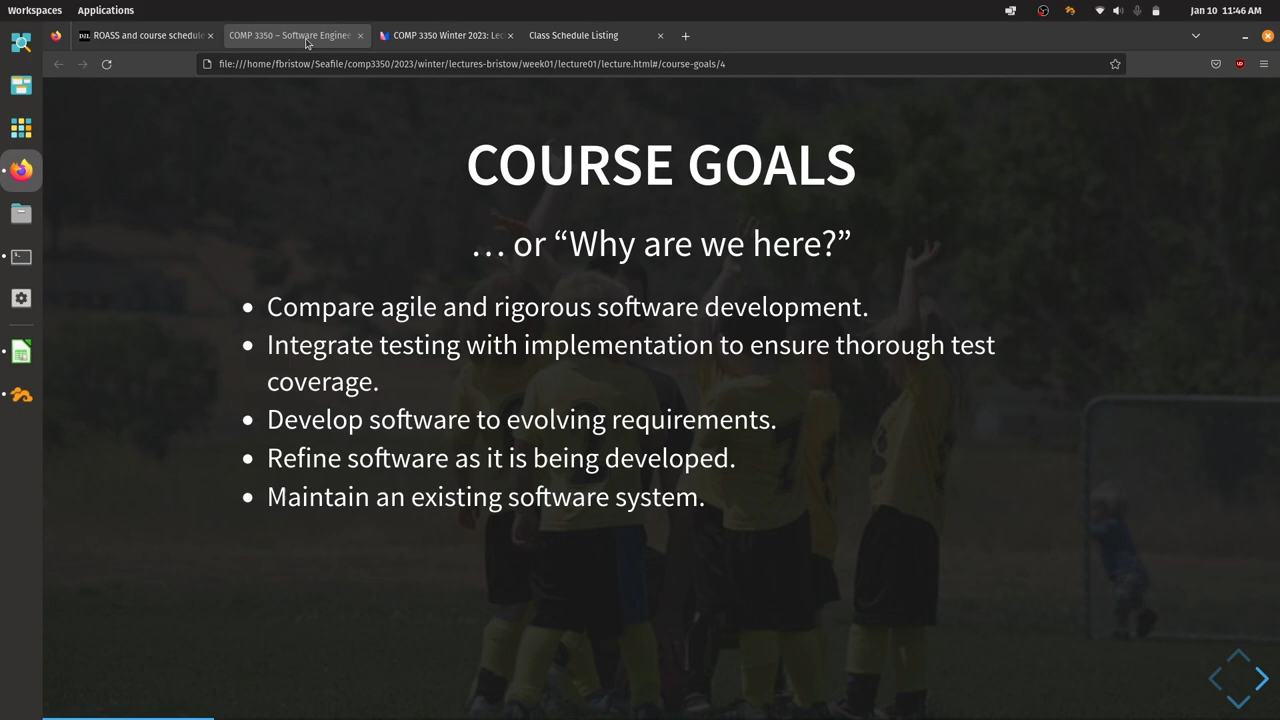 Workspaces Applications Jan 10 11:46 AM
ROASS and course schedule COMP 3350 – Software Enginee COMP 3350 Winter 2023: Lec Class Schedule Listing
file:///home/fbristow/Seafile/comp3350/2023/winter/lectures-bristow/week01/lecture01/lecture.html#/course-goals/4
COURSE GOALS
… or “Why are we here?”
• Compare agile and rigorous software development.
• Integrate testing with implementation to ensure thorough test
coverage.
• Develop software to evolving requirements.
• Refine software as it is being developed.
• Maintain an existing software system.